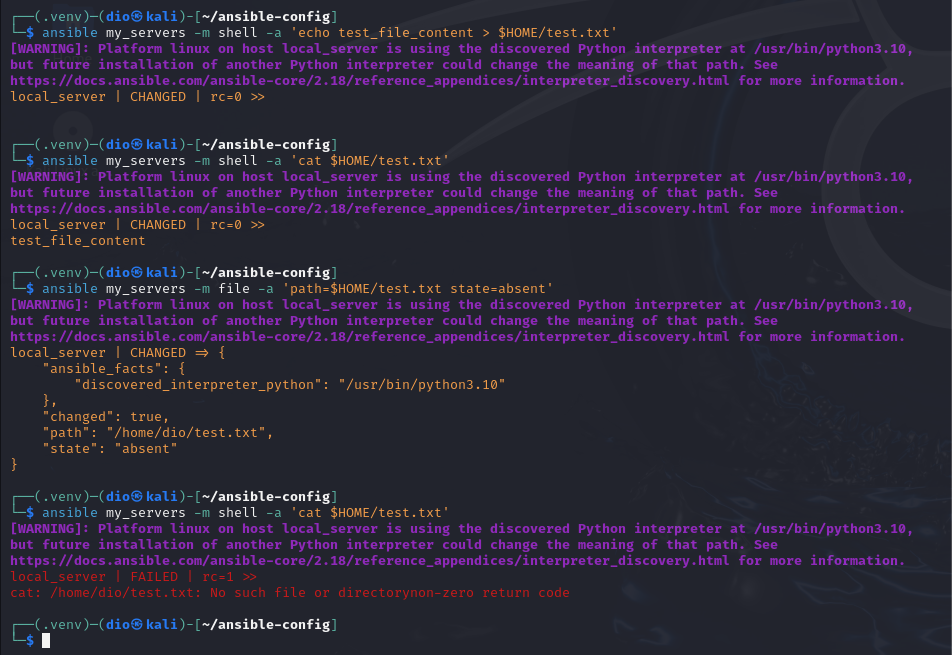 ┌──(.venv)─(dio㉿kali)-[~/ansible-config]
└─$ ansible my_servers -m shell -a 'echo test_file_content > $HOME/test.txt'
[WARNING]: Platform linux on host local_server is using the discovered Python interpreter at /usr/bin/python3.10,
but future installation of another Python interpreter could change the meaning of that path. See
https://docs.ansible.com/ansible-core/2.18/reference_appendices/interpreter_discovery.html for more information.
local_server | CHANGED | rc=0 >>
┌──(.venv)─(dio㉿kali)-[~/ansible-config]
└─$ ansible my_servers -m shell -a 'cat $HOME/test.txt'
[WARNING]: Platform linux on host local_server is using the discovered Python interpreter at /usr/bin/python3.10,
but future installation of another Python interpreter could change the meaning of that path. See
https://docs.ansible.com/ansible-core/2.18/reference_appendices/interpreter_discovery.html for more information.
local_server | CHANGED | rc=0 >>
test_file_content
┌──(.venv)─(dio㉿kali)-[~/ansible-config]
└─$ ansible my_servers -m file -a 'path=$HOME/test.txt state=absent'
[WARNING]: Platform linux on host local_server is using the discovered Python interpreter at /usr/bin/python3.10,
but future installation of another Python interpreter could change the meaning of that path. See
https://docs.ansible.com/ansible-core/2.18/reference_appendices/interpreter_discovery.html for more information.
local_server | CHANGED => {
    "ansible_facts": {
        "discovered_interpreter_python": "/usr/bin/python3.10"
    },
    "changed": true,
    "path": "/home/dio/test.txt",
    "state": "absent"
}
┌──(.venv)─(dio㉿kali)-[~/ansible-config]
└─$ ansible my_servers -m shell -a 'cat $HOME/test.txt'
[WARNING]: Platform linux on host local_server is using the discovered Python interpreter at /usr/bin/python3.10,
but future installation of another Python interpreter could change the meaning of that path. See
https://docs.ansible.com/ansible-core/2.18/reference_appendices/interpreter_discovery.html for more information.
local_server | FAILED | rc=1 >>
cat: /home/dio/test.txt: No such file or directorynon-zero return code
┌──(.venv)─(dio㉿kali)-[~/ansible-config]
└─$